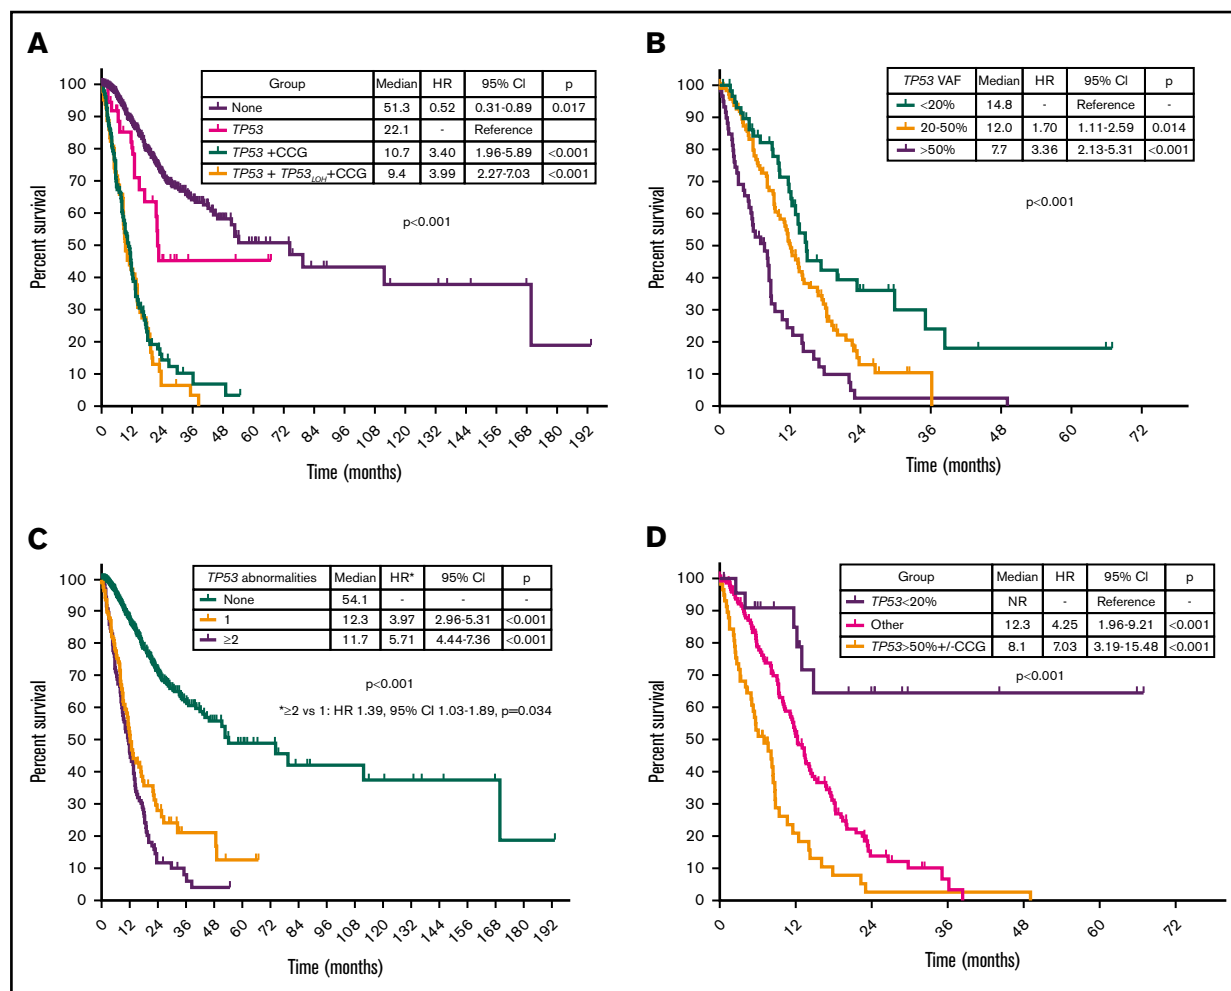 A
Group Median HR 95% CI p
None 51.3 0.52 0.31-0.89 0.017
TP53 22.1 - Reference
TP53 +CCG 10.7 3.40 1.96-5.89 <0.001
TP53 + TP53LOH+CCG 9.4 3.99 2.27-7.03 <0.001
p<0.001
Percent survival
100
90
80
70
60
50
40
30
20
10
0
0 12 24 36 48 60 72 84 96 108 120 132 144 156 168 180 192
Time (months)
B
TP53 VAF Median HR 95% CI p
<20% 14.8 - Reference -
20-50% 12.0 1.70 1.11-2.59 0.014
>50% 7.7 3.36 2.13-5.31 <0.001
p<0.001
Percent survival
100
90
80
70
60
50
40
30
20
10
0
0 12 24 36 48 60 72
Time (months)
C
TP53 abnormalities Median HR* 95% CI p
None 54.1 - - -
1 12.3 3.97 2.96-5.31 <0.001
≥2 11.7 5.71 4.44-7.36 <0.001
p<0.001
*≥2 vs 1: HR 1.39, 95% CI 1.03-1.89, p=0.034
Percent survival
100
90
80
70
60
50
40
30
20
10
0
0 12 24 36 48 60 72 84 96 108 120 132 144 156 168 180 192
Time (months)
D
Group Median HR 95% CI p
TP53<20% NR - Reference -
Other 12.3 4.25 1.96-9.21 <0.001
TP53>50%+/-CCG 8.1 7.03 3.19-15.48 <0.001
p<0.001
Percent survival
100
90
80
70
60
50
40
30
20
10
0
0 12 24 36 48 60 72
Time (months)